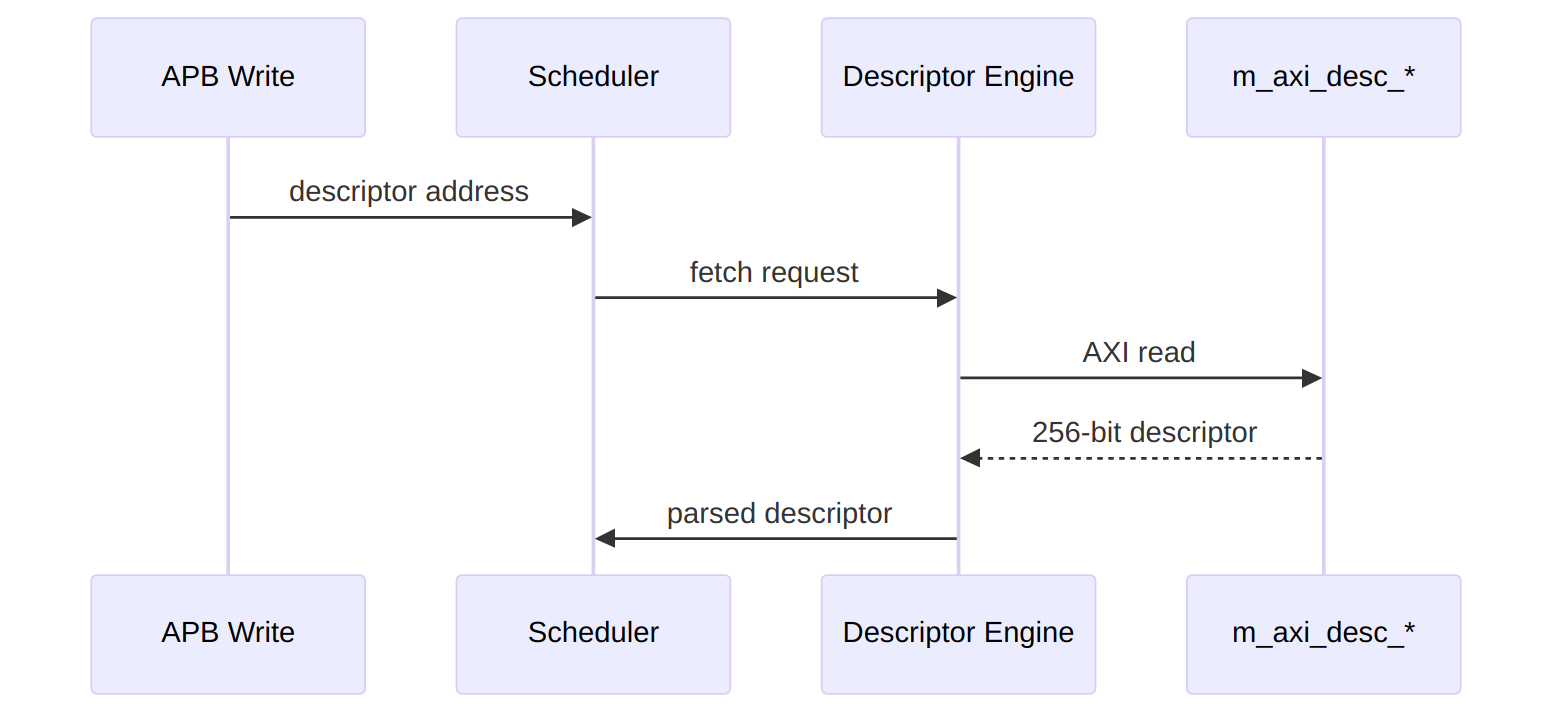 APB Write
Scheduler
Descriptor Engine
m_axi_desc_*
descriptor address
fetch request
AXI read
256-bit descriptor
parsed descriptor
APB Write
Scheduler
Descriptor Engine
m_axi_desc_*